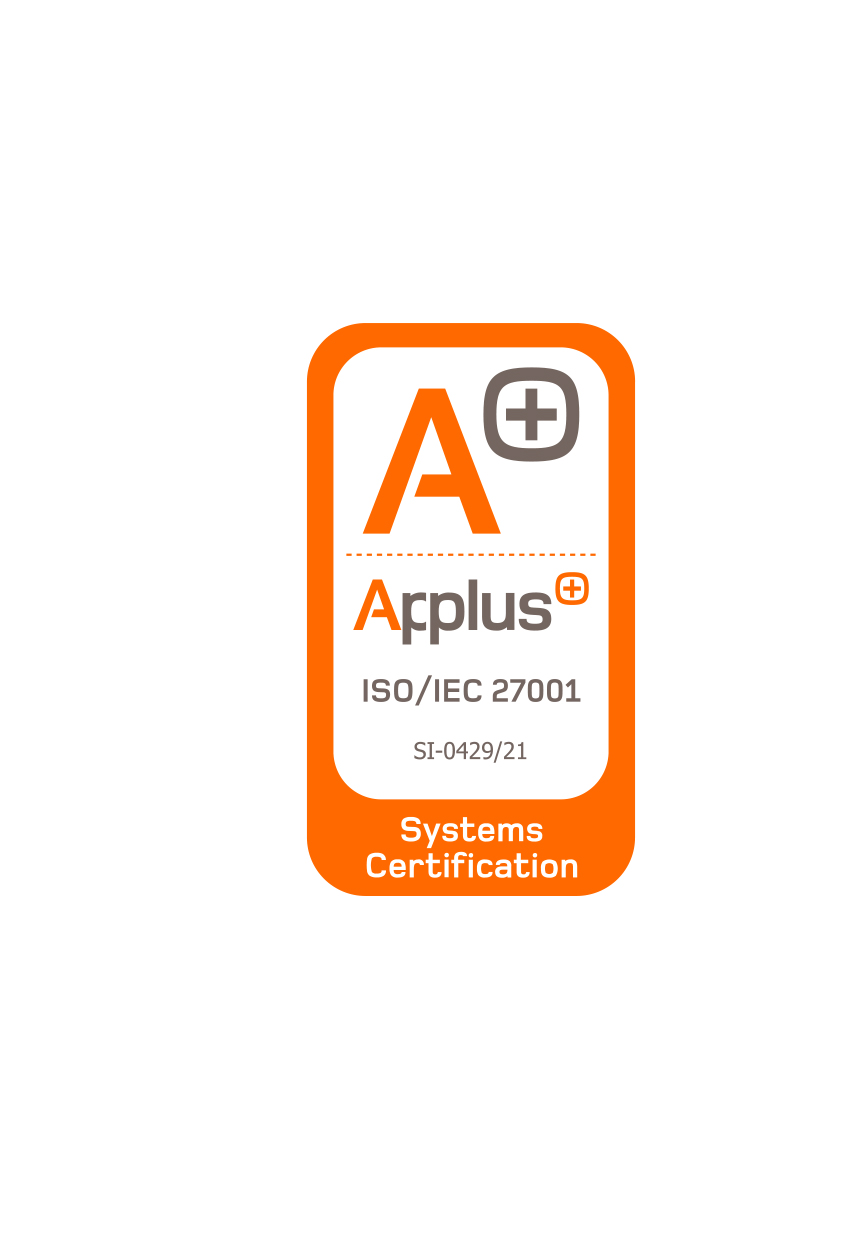 A+
Applus+
ISO/IEC 27001
SI-0429/21
Systems
Certification